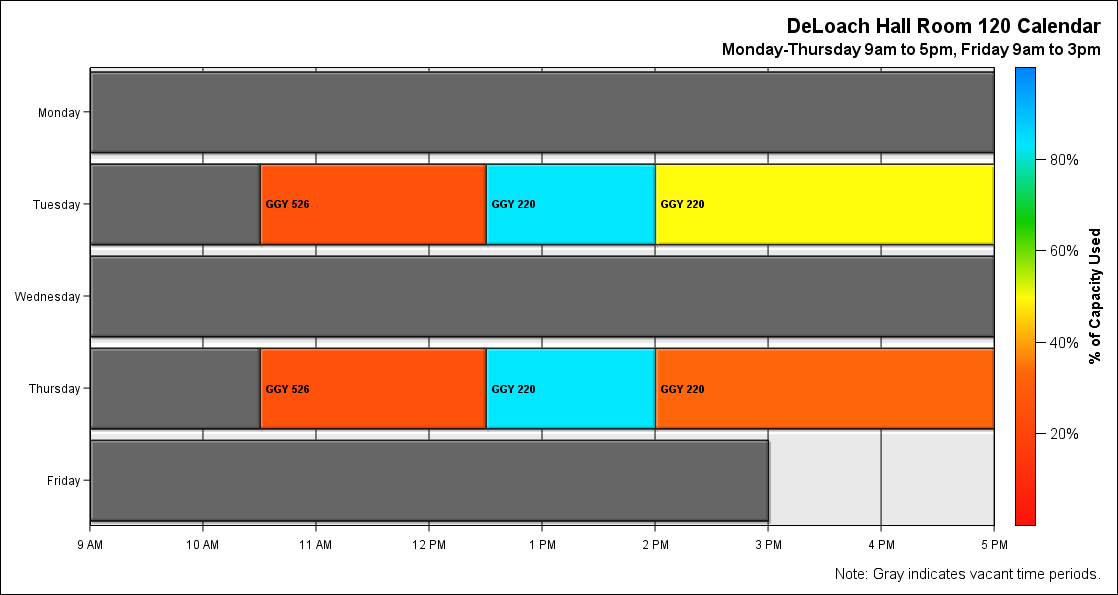 DeLoach Hall Room 120 Calendar
Monday-Thursday 9am to 5pm, Friday 9am to 3pm
Monday
Tuesday
GGY 526
GGY 220
GGY 220
Wednesday
Thursday
GGY 526
GGY 220
GGY 220
Friday
9 AM
10 AM
11 AM
12 PM
1 PM
2 PM
3 PM
4 PM
5 PM
80%
60%
40%
20%
% of Capacity Used
Note: Gray indicates vacant time periods.